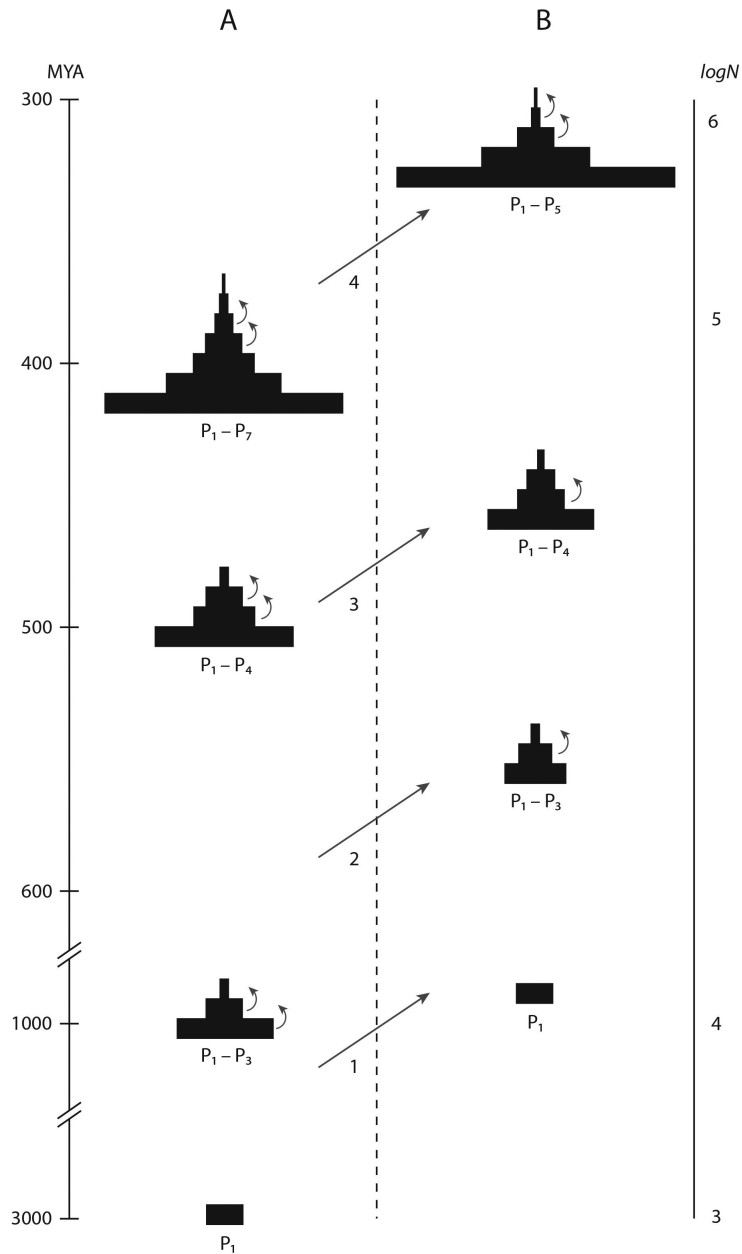 A B
MYA logN
300
6
P₁ – P₅
4
5
400
P₁ – P₇
P₁ – P₄
3
500
P₁ – P₄
P₁ – P₃
2
600
1000
P₁
4
P₁ – P₃
1
3000
3
P₁